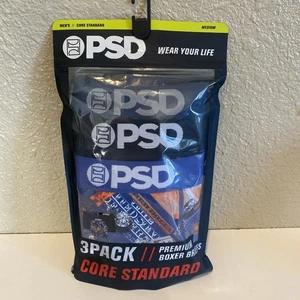 MEN'S CORE STANDARD MEDIUM
PSD WEAR YOUR LIFE
PSD
PSD
PSD
3PACK // PREMIUM
BOXER
CORE STANDARD